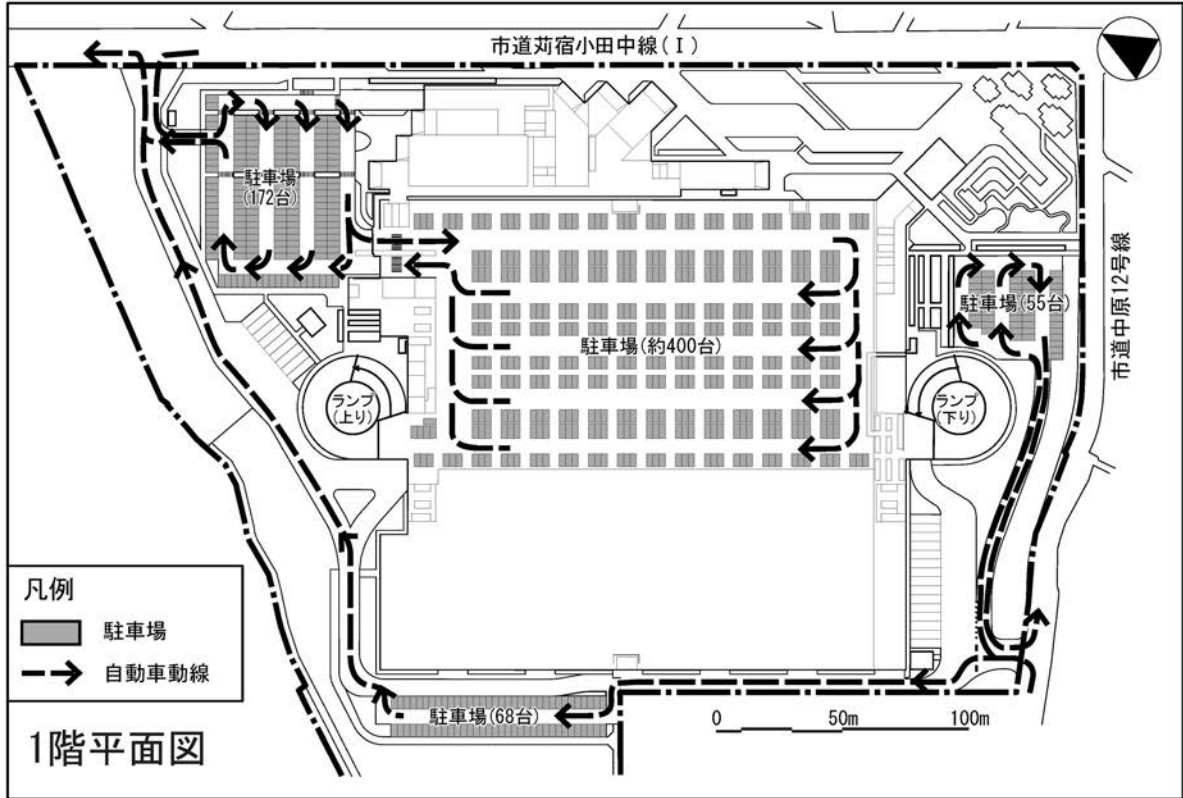 市道苅宿小田中線(Ⅰ)
駐車場
(172台)
駐車場(55台)
市道中原12号線
駐車場(約400台)
ランプ
(上り)
ランプ
(下り)
凡例
駐車場
自動車動線
駐車場(68台)
0 50m 100m
1階平面図